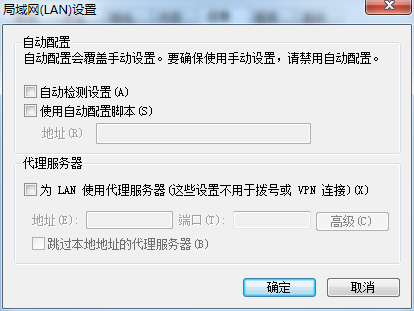 局域网(LAN)设置
自动配置
自动配置会覆盖手动设置。要确保使用手动设置，请禁用自动配置。
自动检测设置(A)
使用自动配置脚本(S)
地址(R)
代理服务器
为 LAN 使用代理服务器(这些设置不用于拨号或 VPN 连接)(X)
地址(E): 端口(T): 高级(C)
跳过本地地址的代理服务器(B)
确定 取消